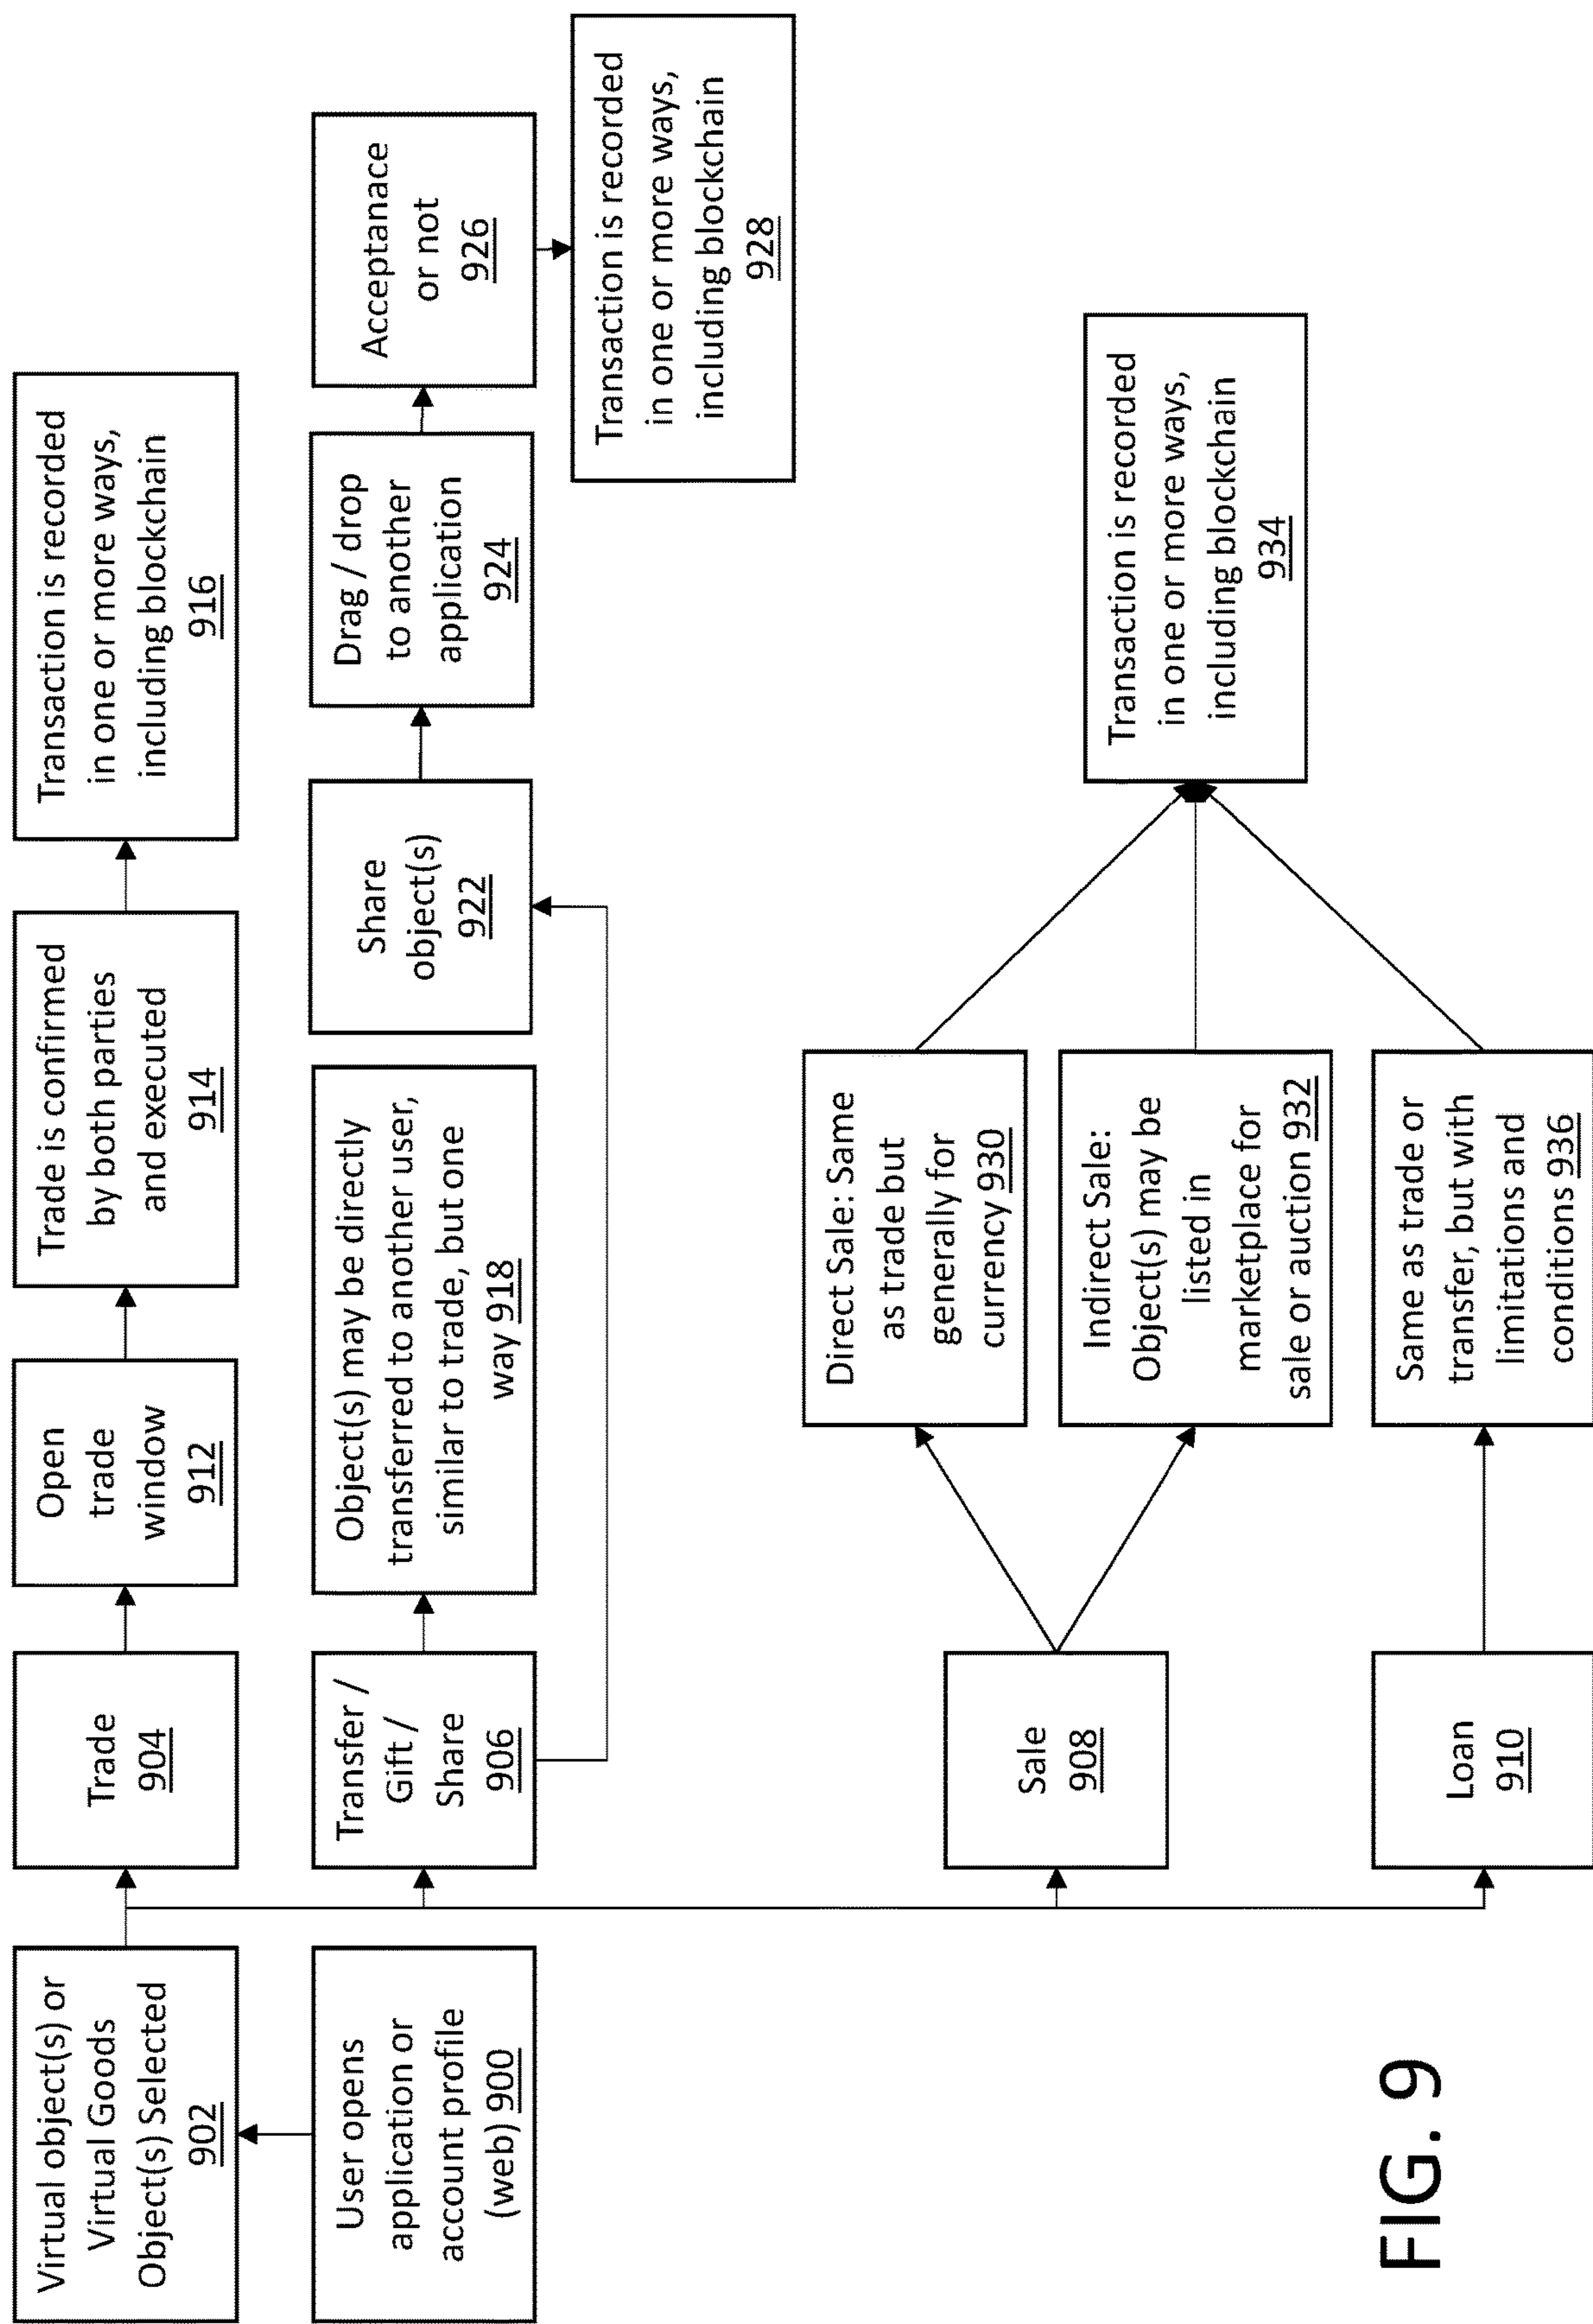 Virtual object(s) or
Virtual Goods
Object(s) Selected
902
User opens
application or
account profile
(web) 900
Trade
904
Open
trade
window
912
Trade is confirmed
by both parties
and executed
914
Transaction is recorded
in one or more ways,
including blockchain
916
Transfer /
Gift /
Share
906
Object(s) may be directly
transferred to another user,
similar to trade, but one
way 918
Share
object(s)
922
Drag / drop
to another
application
924
Acceptanace
or not
926
Transaction is recorded
in one or more ways,
including blockchain
928
Sale
908
Direct Sale: Same
as trade but
generally for
currency 930
Indirect Sale:
Object(s) may be
listed in
marketplace for
sale or auction 932
Transaction is recorded
in one or more ways,
including blockchain
934
Loan
910
Same as trade or
transfer, but with
limitations and
conditions 936
FIG. 9